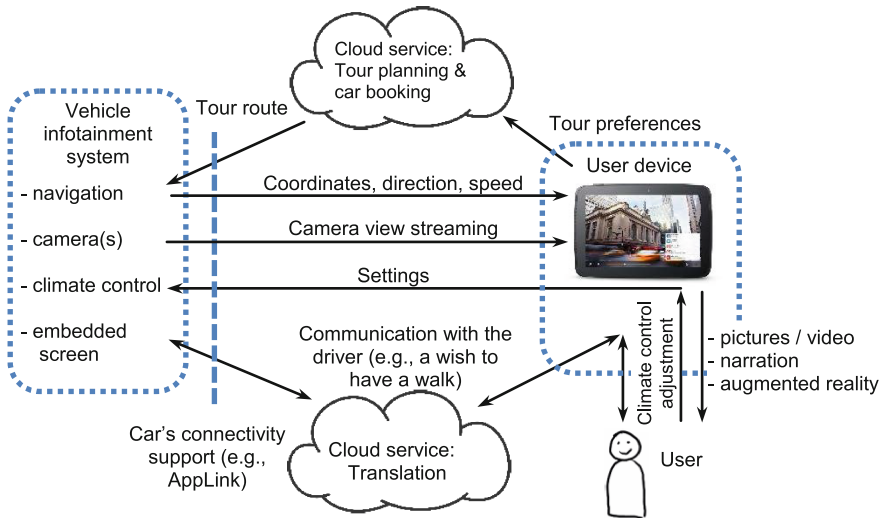 Cloud service:
Tour planning &
car booking
Vehicle
infotainment
system
Tour route
Tour preferences
User device
- navigation
Coordinates, direction, speed
- camera(s)
Camera view streaming
- climate control
Settings
- embedded
screen
Communication with the
driver (e.g., a wish to
have a walk)
Climate control
adjustment
- pictures / video
- narration
- augmented reality
Car's connectivity
support (e.g.,
AppLink)
Cloud service:
Translation
User